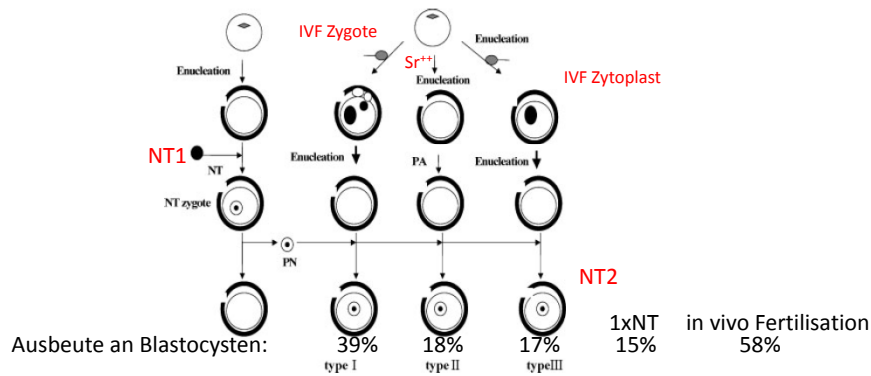 IVF Zygote
Enucleation
Sr++
Enucleation
Enucleation
IVF Zytoplast
NT1
NT
Enucleation
PA
Enucleation
NT zygote
PN
NT2
1xNT in vivo Fertilisation
Ausbeute an Blastocysten: 39% 18% 17% 15% 58%
type I type II typeIII